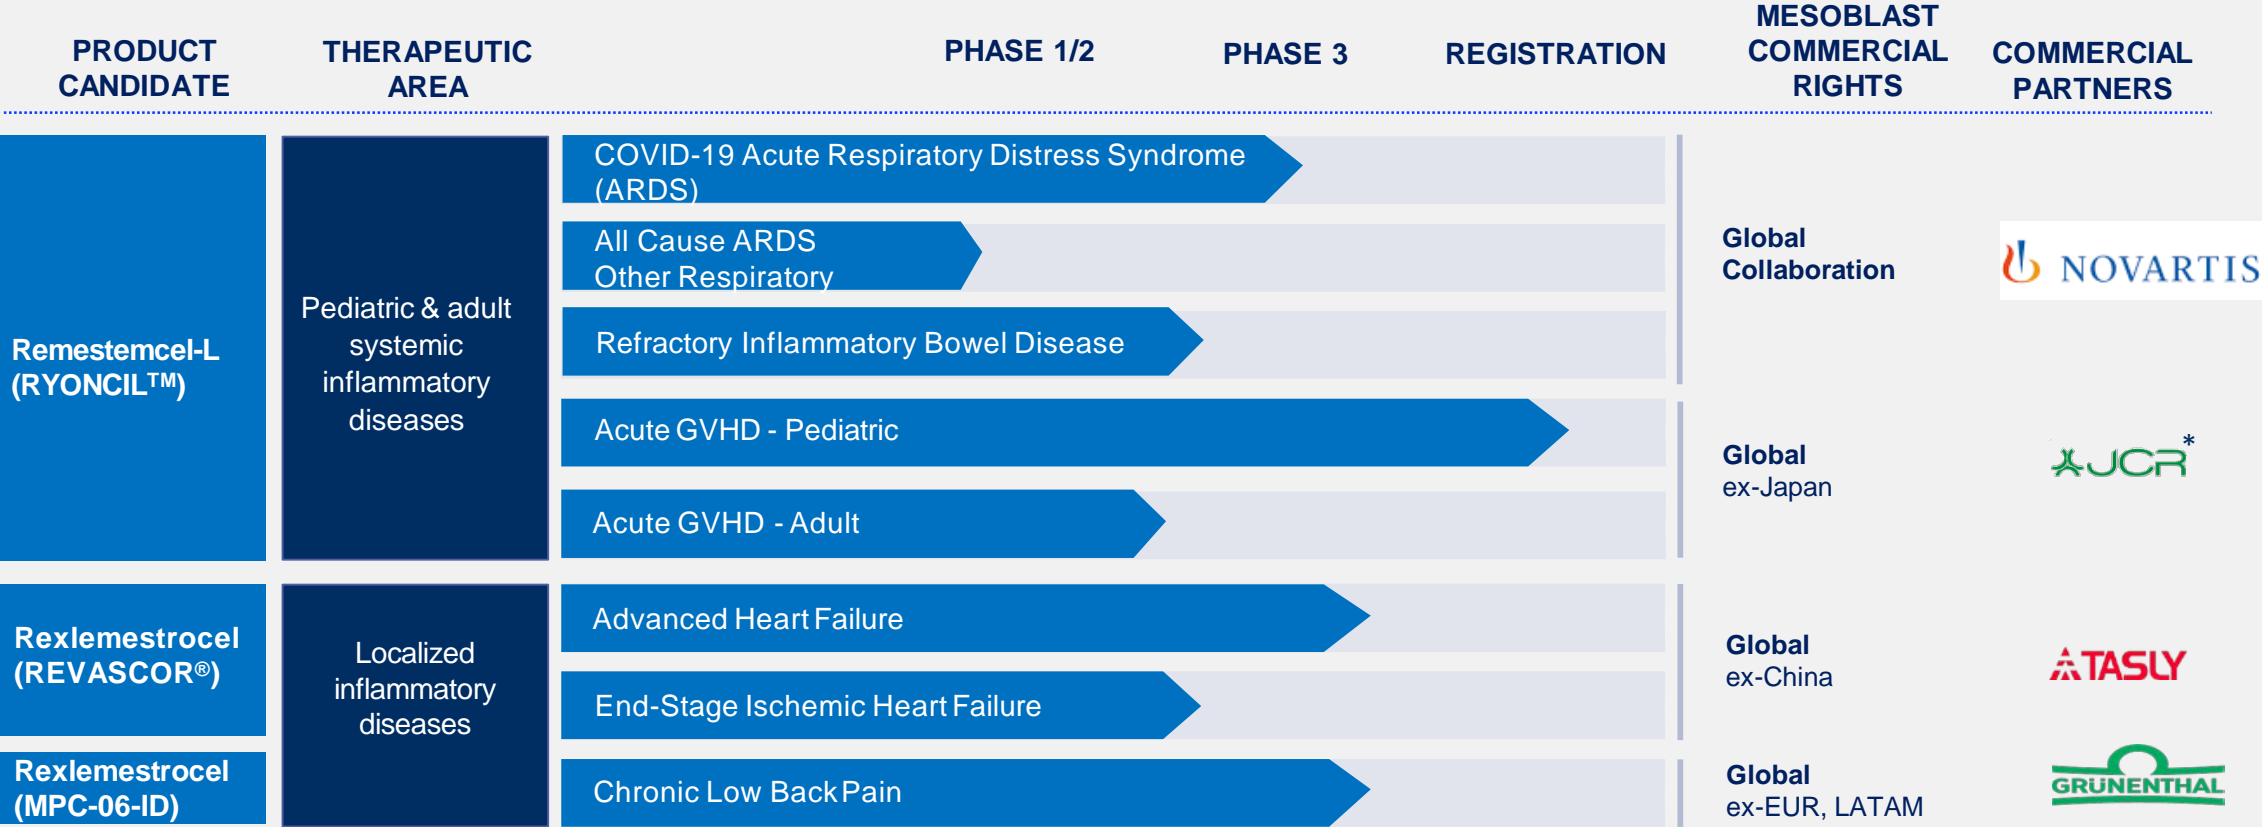 PRODUCT
CANDIDATE
THERAPEUTIC
AREA
PHASE 1/2
PHASE 3
REGISTRATION
MESOBLAST
COMMERCIAL
RIGHTS
COMMERCIAL
PARTNERS
Remestemcel-L
(RYONCIL™)
Pediatric & adult
systemic
inflammatory
diseases
COVID-19 Acute Respiratory Distress Syndrome
(ARDS)
All Cause ARDS
Other Respiratory
Refractory Inflammatory Bowel Disease
Global
Collaboration
NOVARTIS
Acute GVHD - Pediatric
Acute GVHD - Adult
Global
ex-Japan
JCR*
Rexlemestrocel
(REVASCOR®)
Localized
inflammatory
diseases
Advanced Heart Failure
End-Stage Ischemic Heart Failure
Global
ex-China
TASLY
Rexlemestrocel
(MPC-06-ID)
Chronic Low Back Pain
Global
ex-EUR, LATAM
GRÜNENTHAL